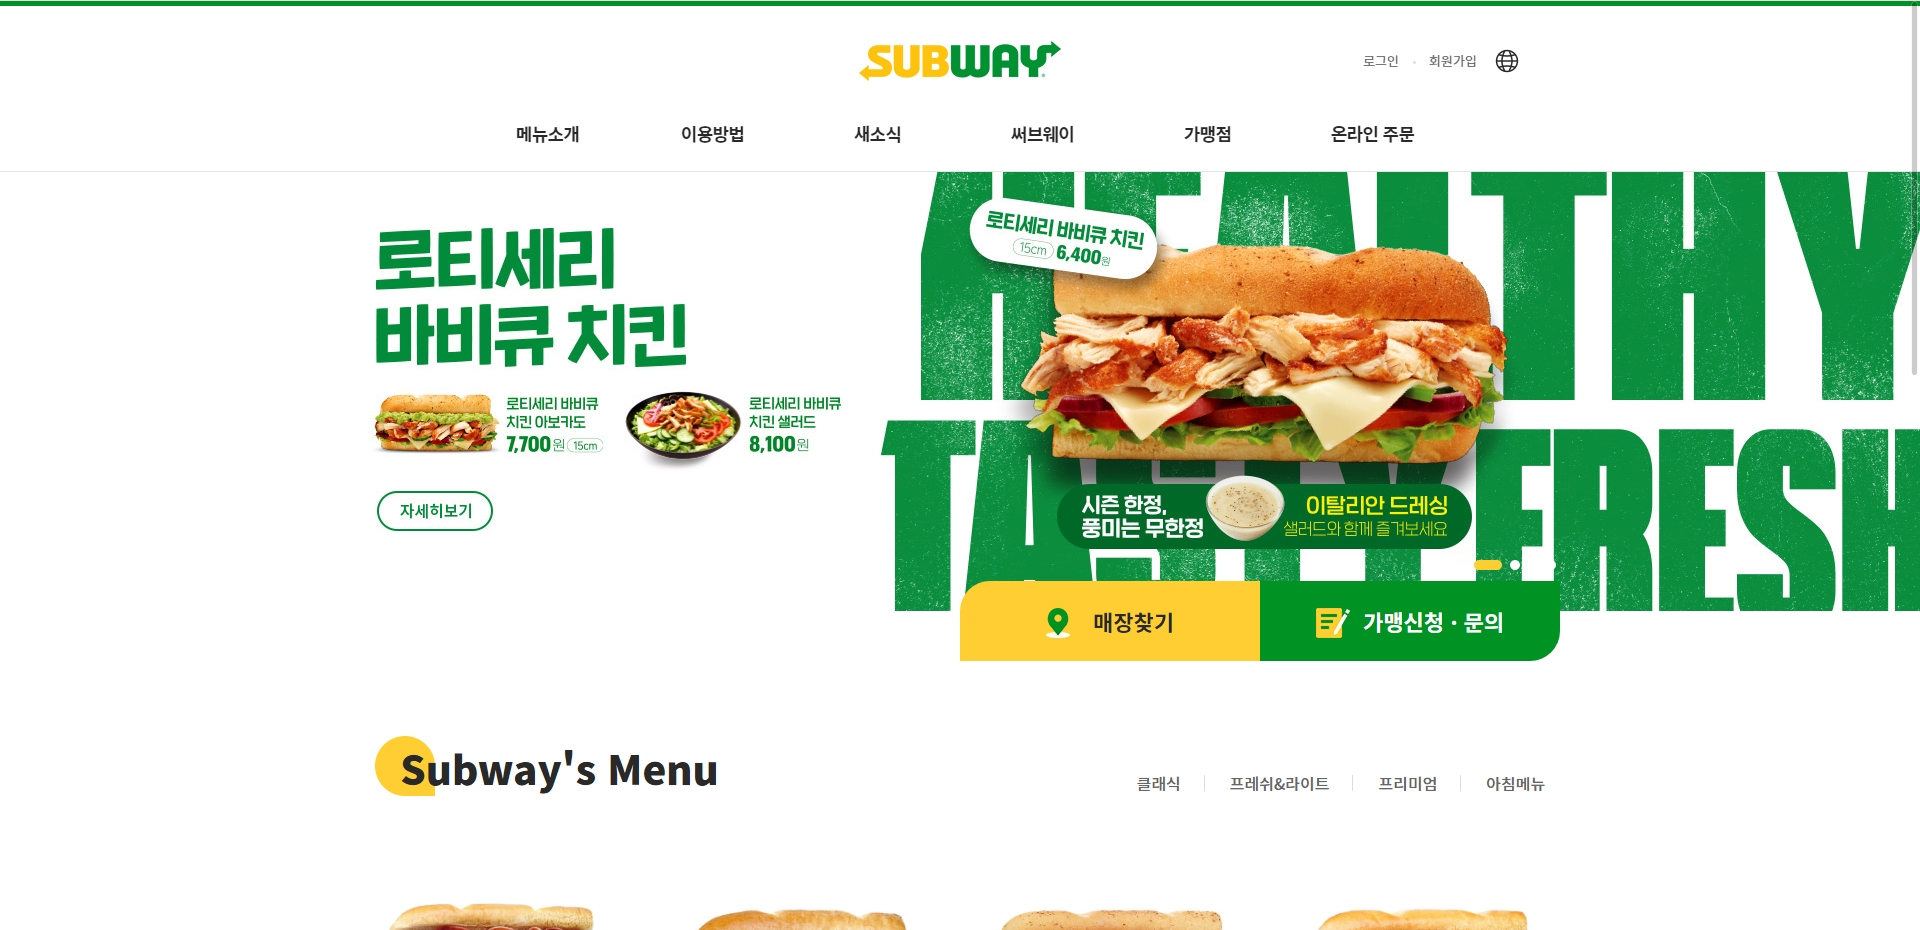 SUBWAY
로그인
회원가입
메뉴소개
이용방법
새소식
써브웨이
가맹점
온라인 주문
로티세리
바비큐 치킨
로티세리 바비큐
치킨 아보카도
7,700원 15cm
로티세리 바비큐
치킨 샐러드
8,100원
자세히보기
HEALTHY
TASTY FRESH
로티세리 바비큐 치킨
15cm 6,400원
시즌 한정,
풍미는 무한정
이탈리안 드레싱
샐러드와 함께 즐겨보세요
매장찾기
가맹신청 · 문의
Subway's Menu
클래식
프레쉬&라이트
프리미엄
아침메뉴